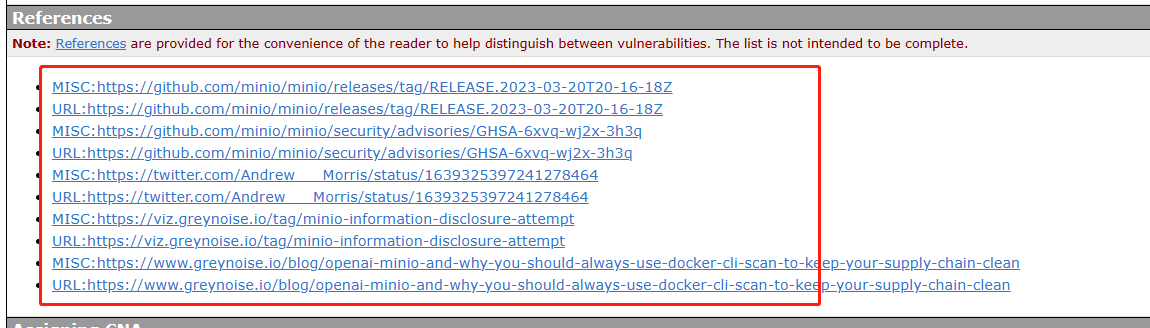 References
Note: References are provided for the convenience of the reader to help distinguish between vulnerabilities. The list is not intended to be complete.
MISC:https://github.com/minio/minio/releases/tag/RELEASE.2023-03-20T20-16-18Z
URL:https://github.com/minio/minio/releases/tag/RELEASE.2023-03-20T20-16-18Z
MISC:https://github.com/minio/minio/security/advisories/GHSA-6xvq-wj2x-3h3q
URL:https://github.com/minio/minio/security/advisories/GHSA-6xvq-wj2x-3h3q
MISC:https://twitter.com/Andrew___Morris/status/1639325397241278464
URL:https://twitter.com/Andrew___Morris/status/1639325397241278464
MISC:https://viz.greynoise.io/tag/minio-information-disclosure-attempt
URL:https://viz.greynoise.io/tag/minio-information-disclosure-attempt
MISC:https://www.greynoise.io/blog/openai-minio-and-why-you-should-always-use-docker-cli-scan-to-keep-your-supply-chain-clean
URL:https://www.greynoise.io/blog/openai-minio-and-why-you-should-always-use-docker-cli-scan-to-keep-your-supply-chain-clean
Assigning CNA